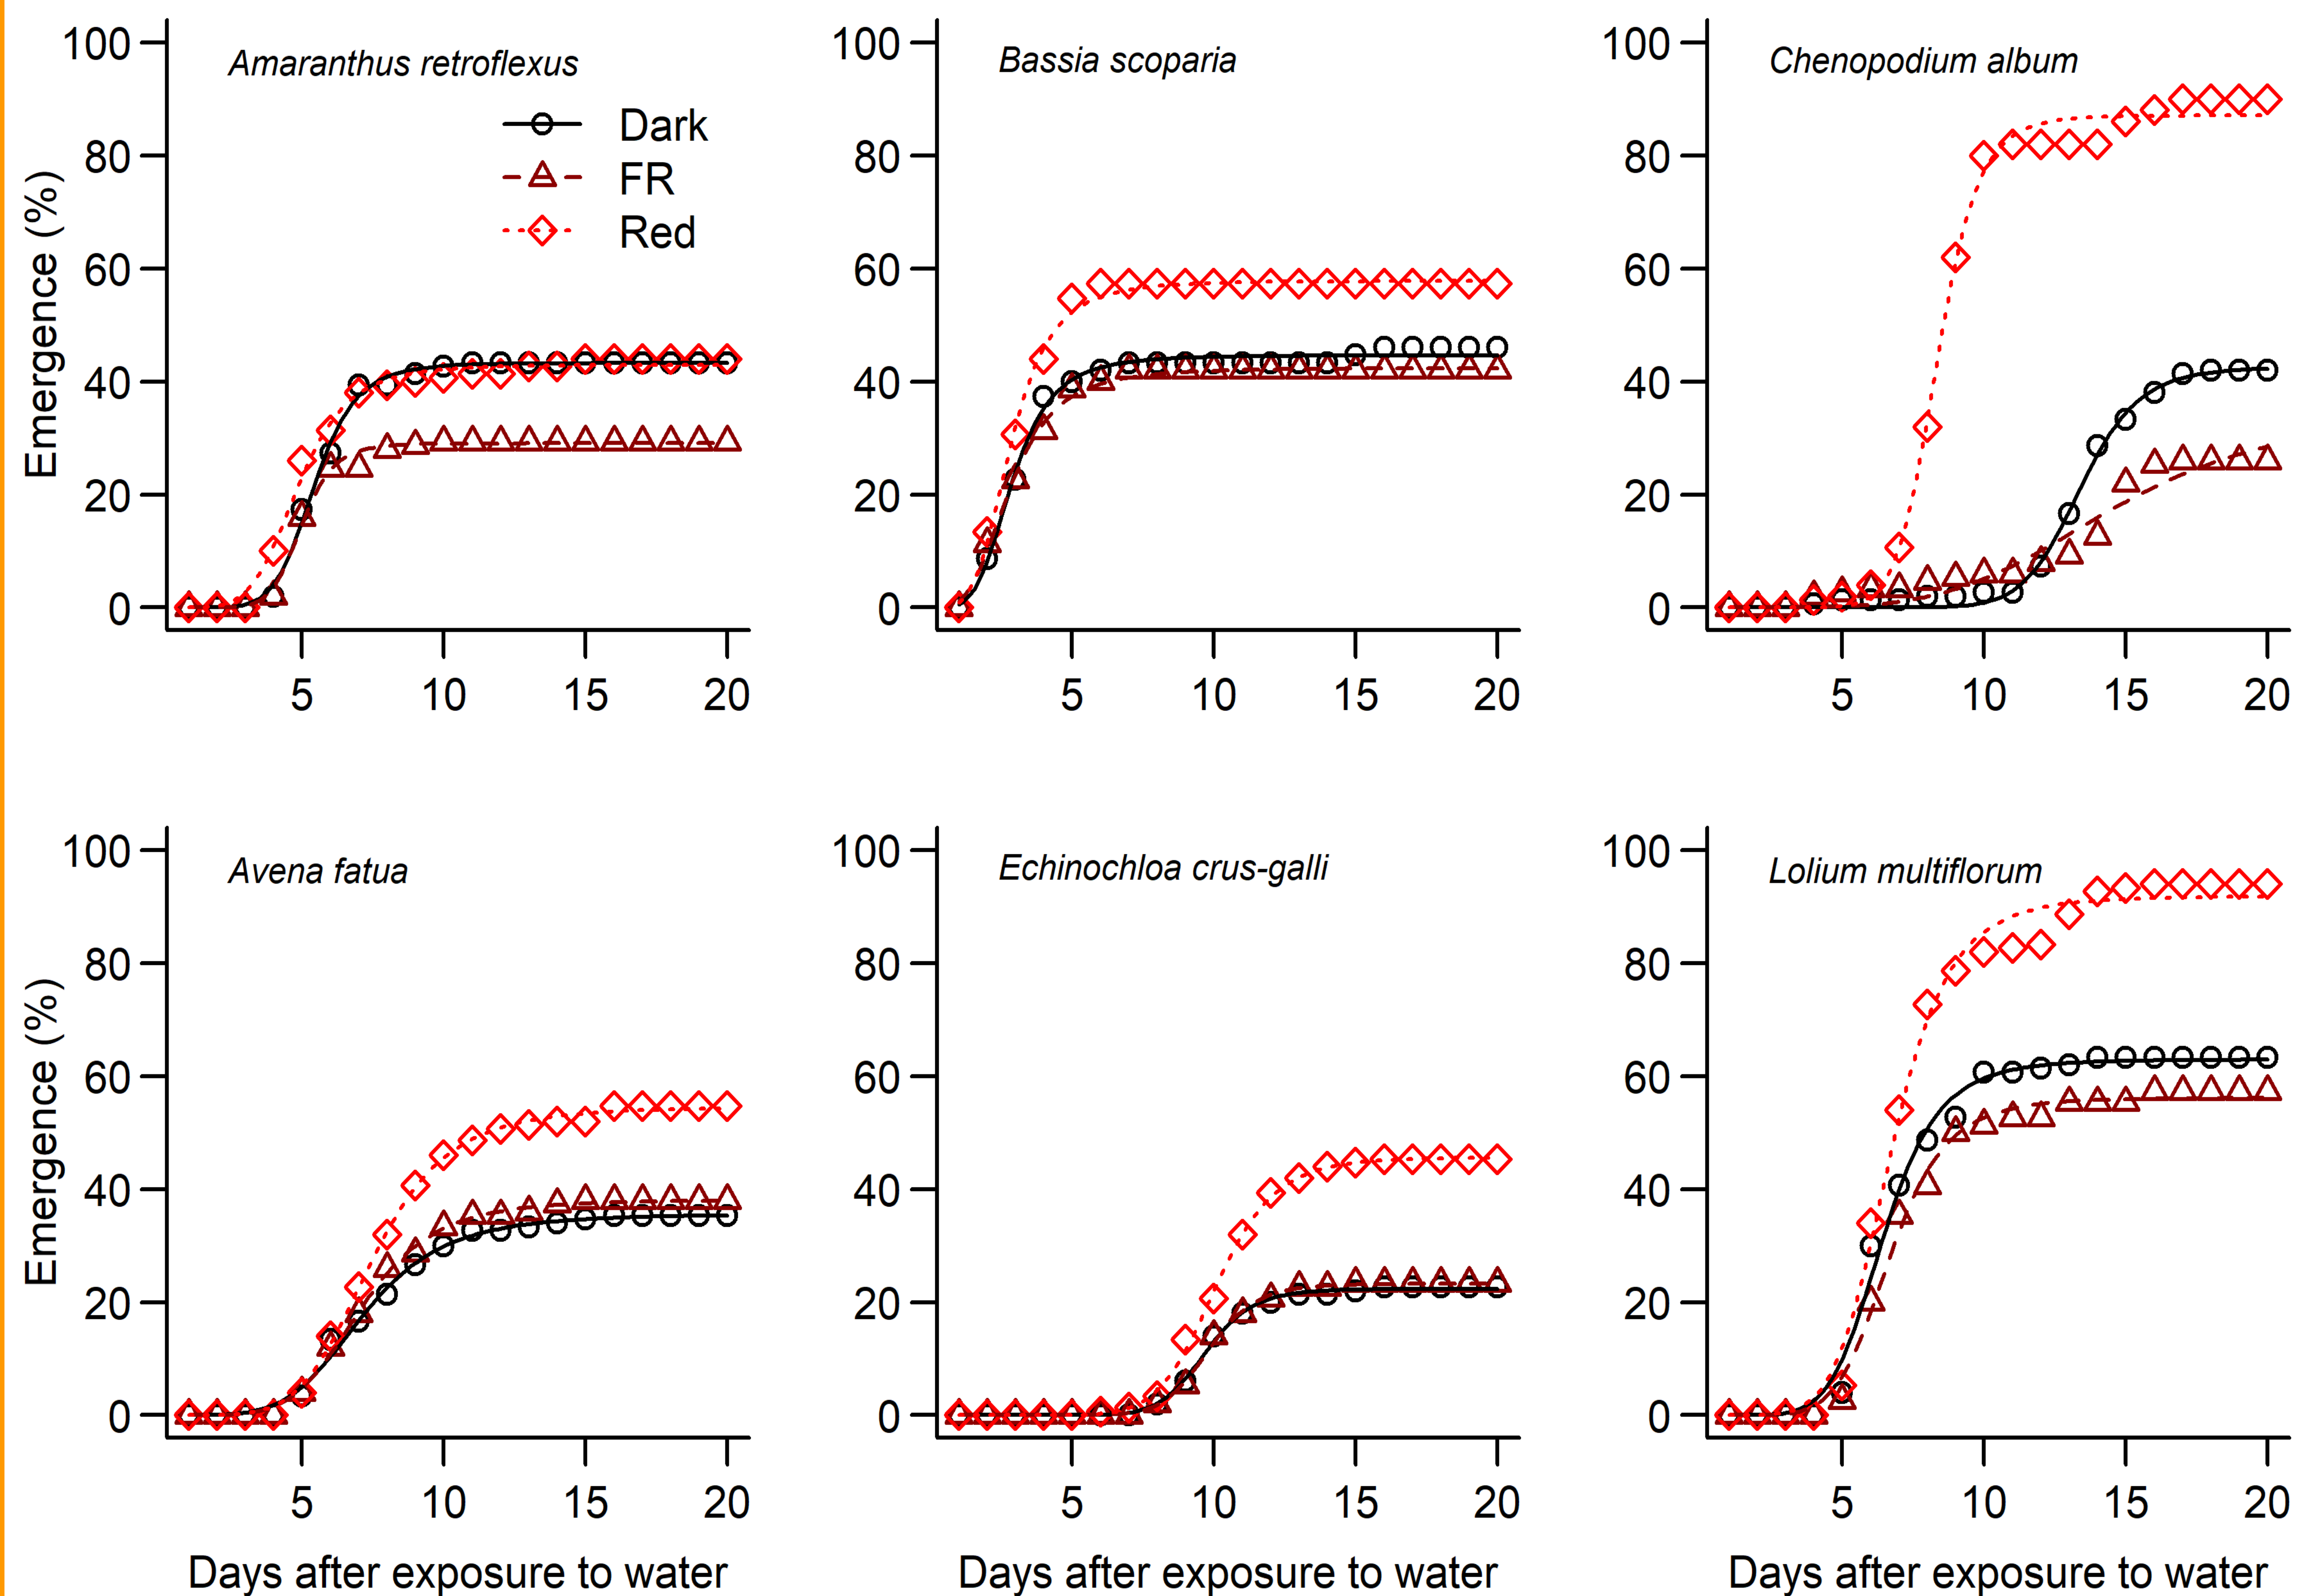 Amaranthus retroflexus
Dark
FR
Red
Emergence (%)
100
80
60
40
20
0
5 10 15 20
Bassia scoparia
100
80
60
40
20
0
5 10 15 20
Chenopodium album
100
80
60
40
20
0
5 10 15 20
Avena fatua
Emergence (%)
100
80
60
40
20
0
5 10 15 20
Days after exposure to water
Echinochloa crus-galli
100
80
60
40
20
0
5 10 15 20
Days after exposure to water
Lolium multiflorum
100
80
60
40
20
0
5 10 15 20
Days after exposure to water